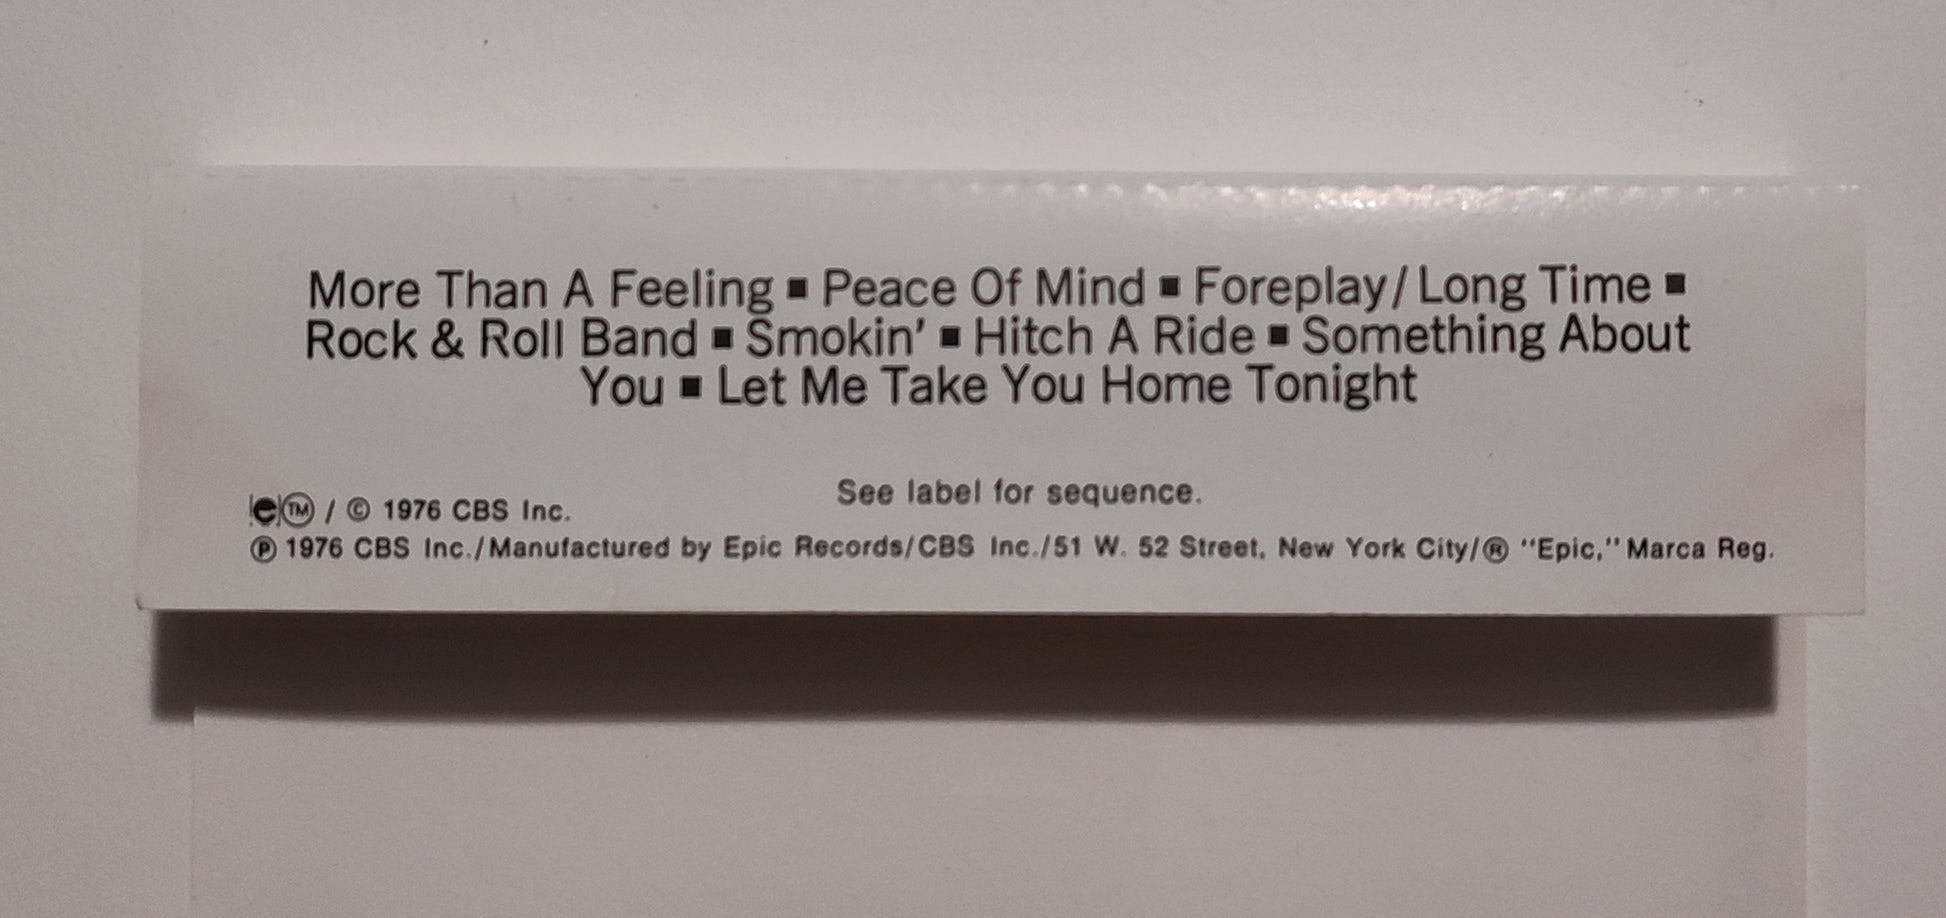 More Than A Feeling ▪ Peace Of Mind ▪ Foreplay/Long Time ▪
Rock & Roll Band ▪ Smokin' ▪ Hitch A Ride ▪ Something About
You ▪ Let Me Take You Home Tonight
See label for sequence.
e™ / © 1976 CBS Inc.
℗ 1976 CBS Inc./Manufactured by Epic Records/CBS Inc./51 W. 52 Street, New York City/® "Epic," Marca Reg.